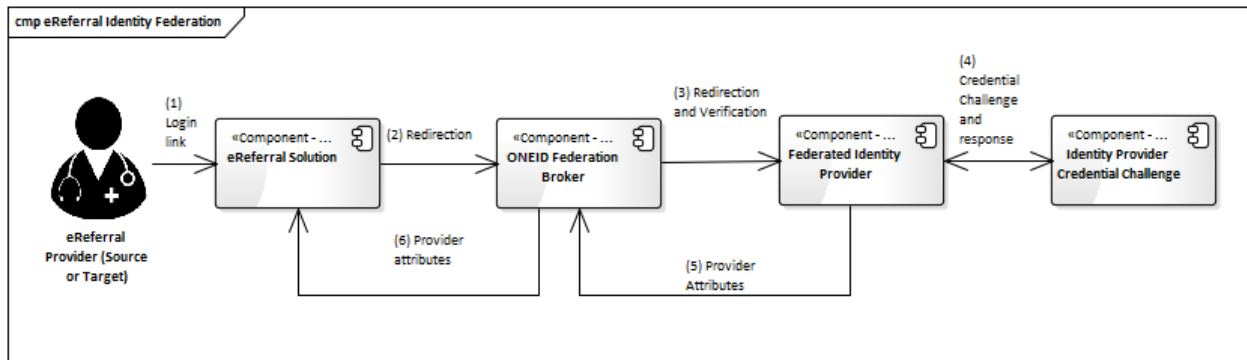 cmp eReferral Identity Federation
(1)
Login
link
eReferral
Provider (Source
or Target)
«Component - ...
eReferral Solution
(2) Redirection
«Component - ...
ONEID Federation
Broker
(3) Redirection
and Verification
«Component - ...
Federated Identity
Provider
(4)
Credential
Challenge
and
response
«Component - ...
Identity Provider
Credential Challenge
(6) Provider
attributes
(5) Provider
Attributes